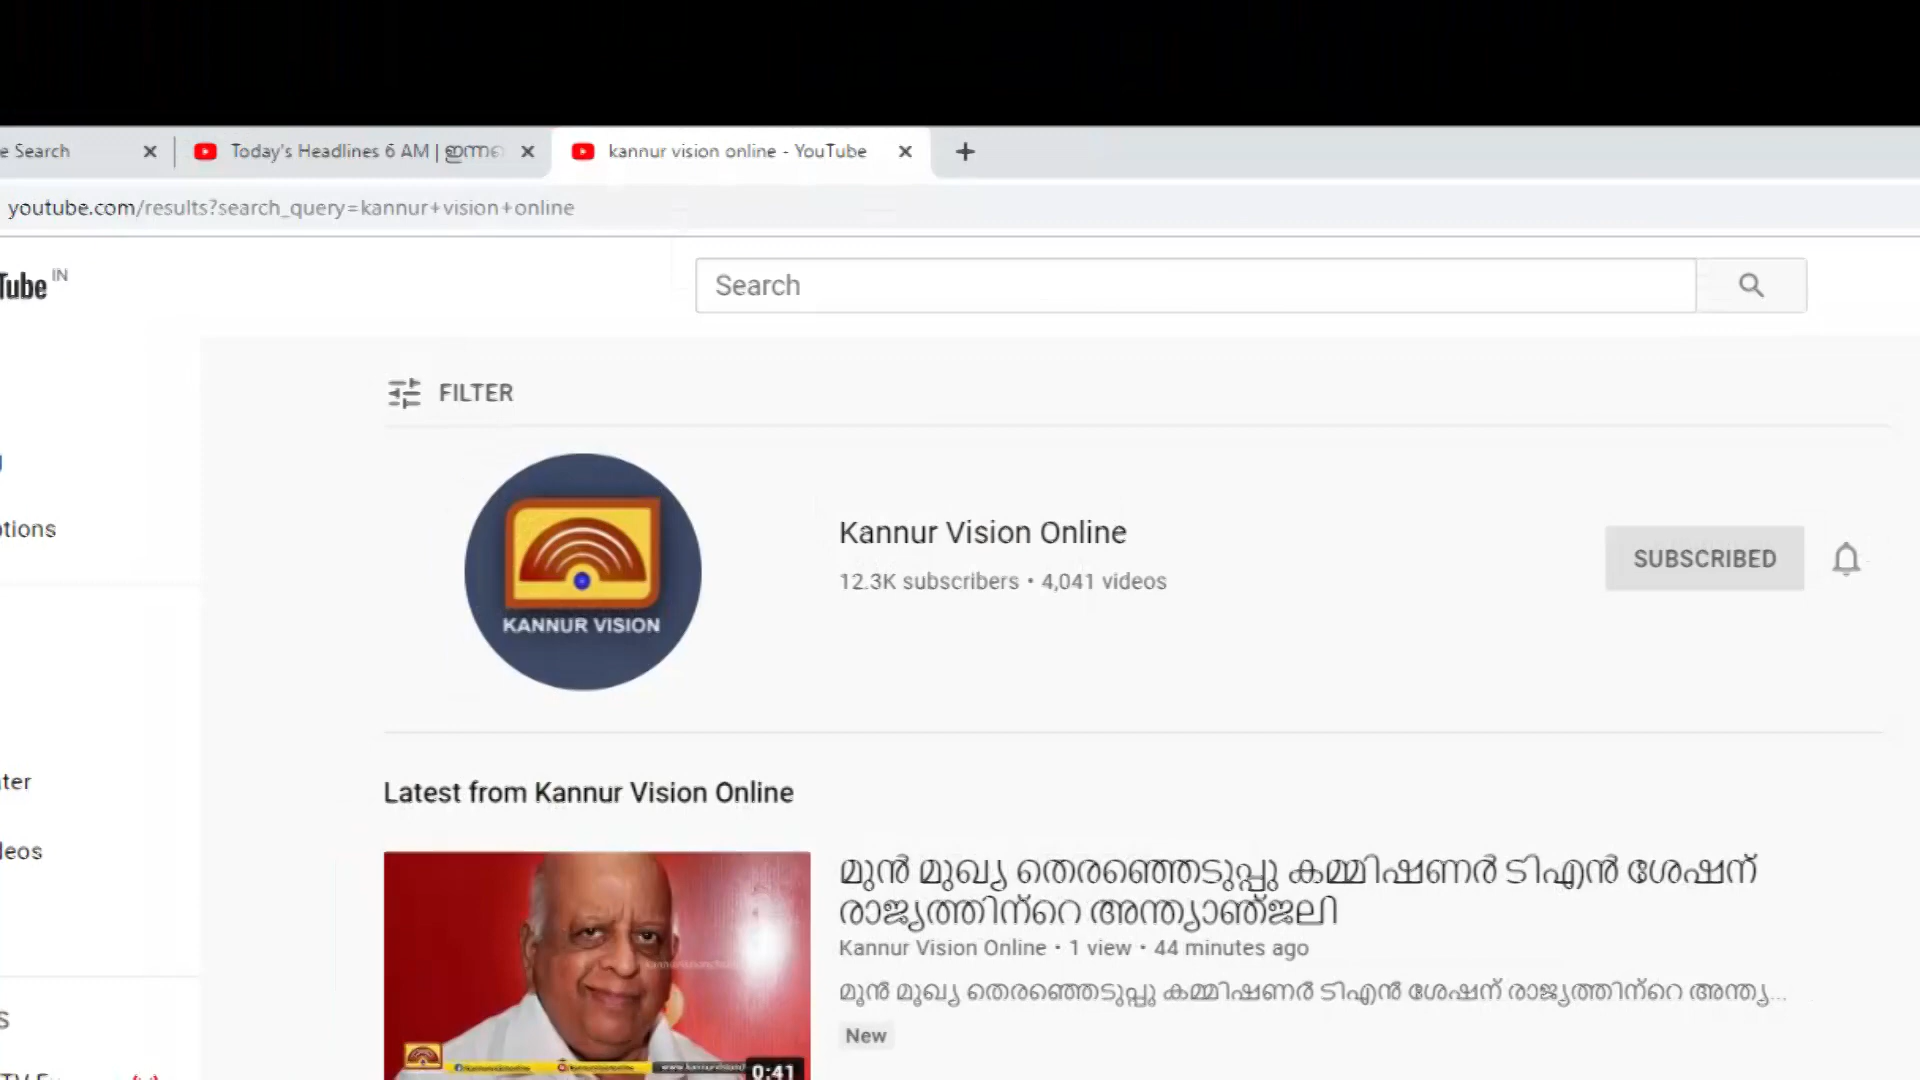 e Search
Today's Headlines 6 AM | ഇന്നത
kannur vision online - YouTube
youtube.com/results?search_query=kannur+vision+online
Tube IN
Search
FILTER
KANNUR VISION
Kannur Vision Online
12.3K subscribers • 4,041 videos
SUBSCRIBED
tions
ter
Latest from Kannur Vision Online
leos
മുൻ മുഖ്യ തെരഞ്ഞെടുപ്പു കമ്മിഷണർ ടിഎൻ ശേഷന്
രാജ്യത്തിന്റെ അന്ത്യാഞ്ജലി
Kannur Vision Online • 1 view • 44 minutes ago
മുൻ മുഖ്യ തെരഞ്ഞെടുപ്പു കമ്മിഷണർ ടിഎൻ ശേഷന് രാജ്യത്തിന്റെ അന്ത്യ...
S
New
0:41